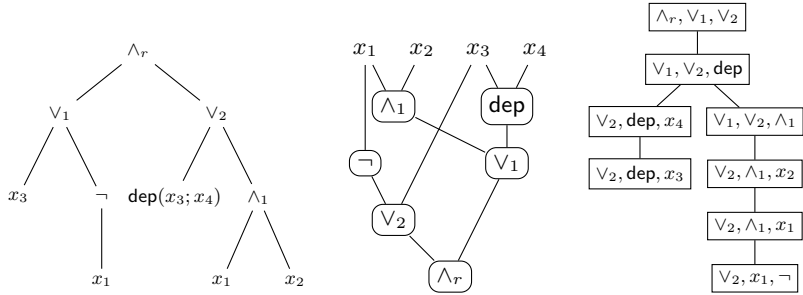 ∧r
∨1 ∨2
x3 ¬ dep(x3; x4) ∧1
x1 x1 x2
x1 x2 x3 x4
∧1 dep
¬ ∨1
∨2
∧r
∧r, ∨1, ∨2
∨1, ∨2, dep
∨2, dep, x4 ∨1, ∨2, ∧1
∨2, dep, x3 ∨2, ∧1, x2
∨2, ∧1, x1
∨2, x1, ¬